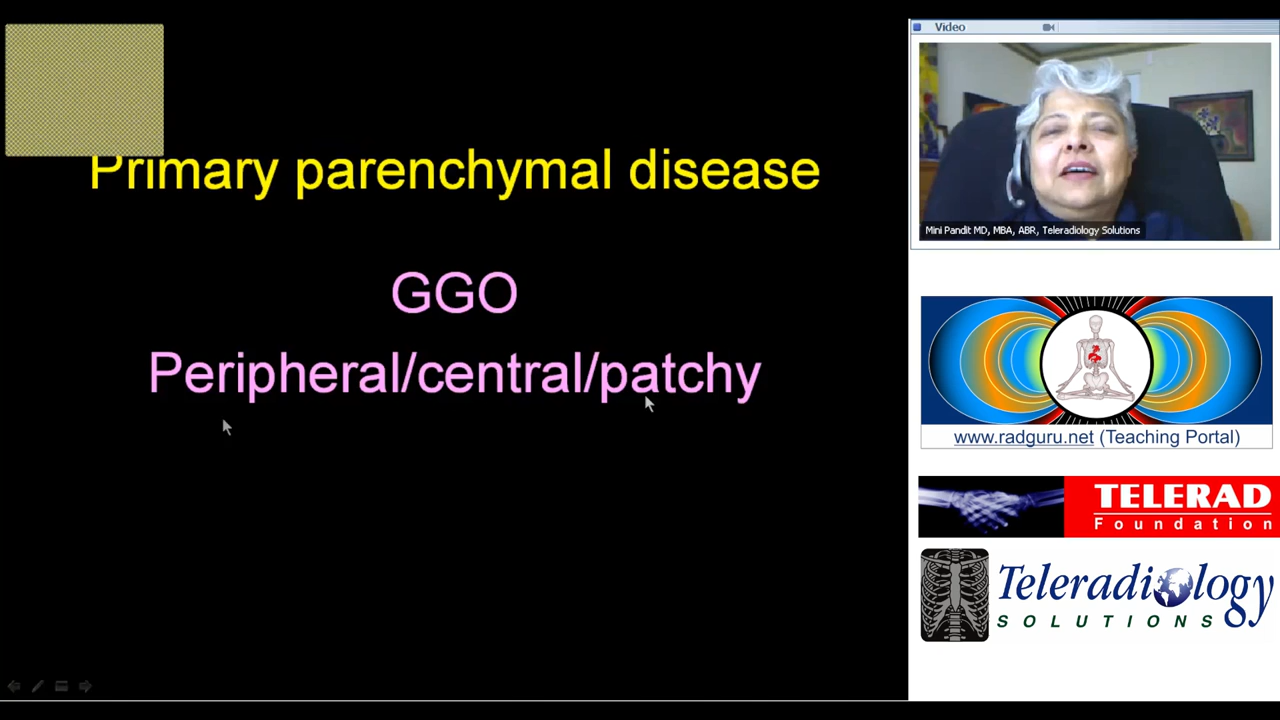 Primary parenchymal disease
GGO
Peripheral/central/patchy
Video
Mini Pandit MD, MBA, ABR, Teleradiology Solutions
www.radguru.net (Teaching Portal)
TELERAD
Foundation
Teleradiology
SOLUTIONS